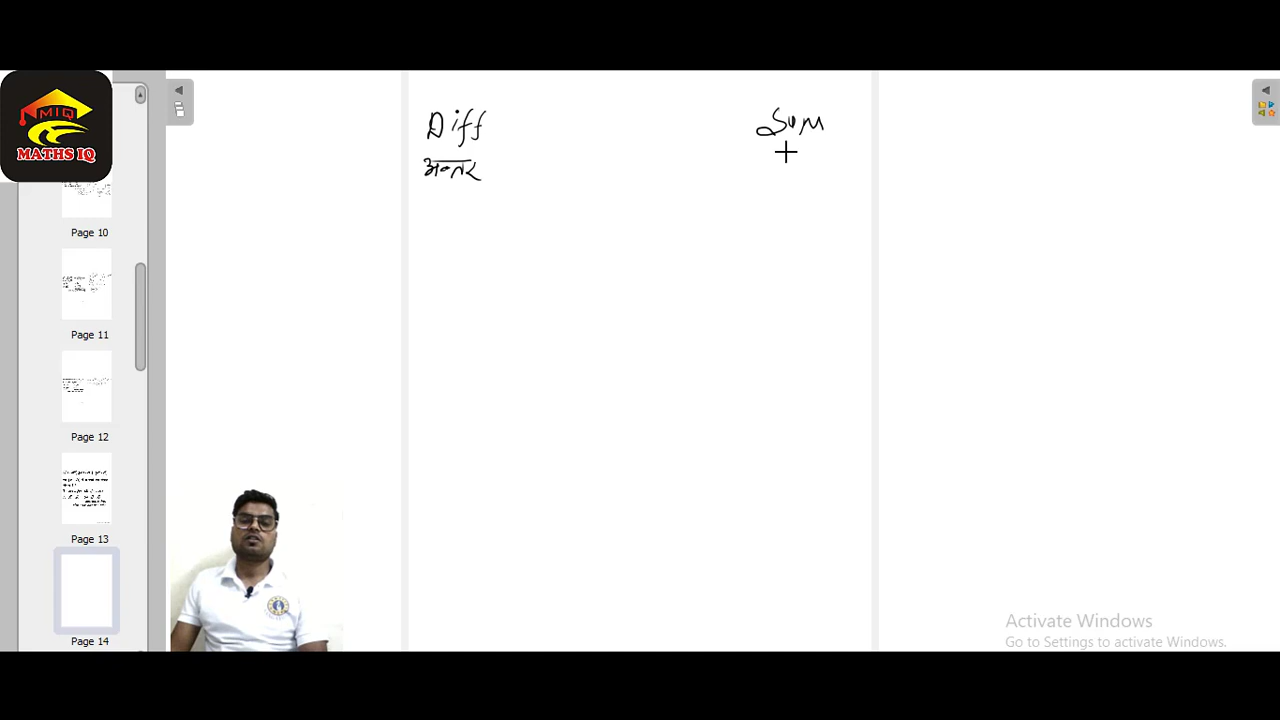 MIQ
MATHS IQ
Diff
अन्तर
Sum
Page 10
Page 11
Page 12
Page 13
Page 14
Activate Windows
Go to Settings to activate Windows.